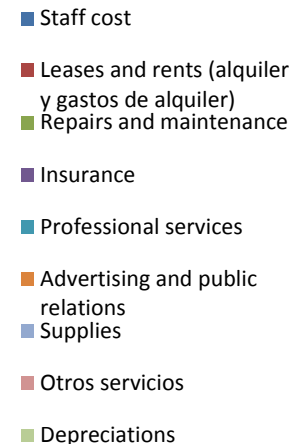 Staff cost
Leases and rents (alquiler
y gastos de alquiler)
Repairs and maintenance
Insurance
Professional services
Advertising and public
relations
Supplies
Otros servicios
Depreciations